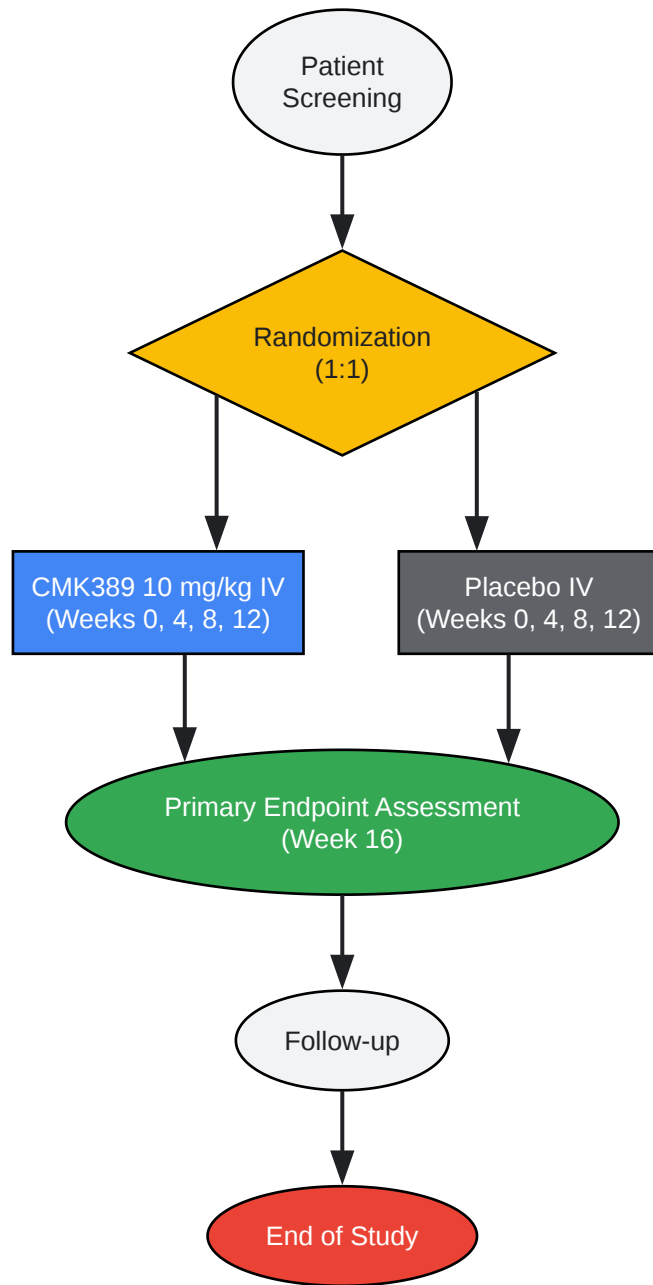 Patient
Screening
Randomization
(1:1)
CMK389 10 mg/kg IV
(Weeks 0, 4, 8, 12)
Placebo IV
(Weeks 0, 4, 8, 12)
Primary Endpoint Assessment
(Week 16)
Follow-up
End of Study